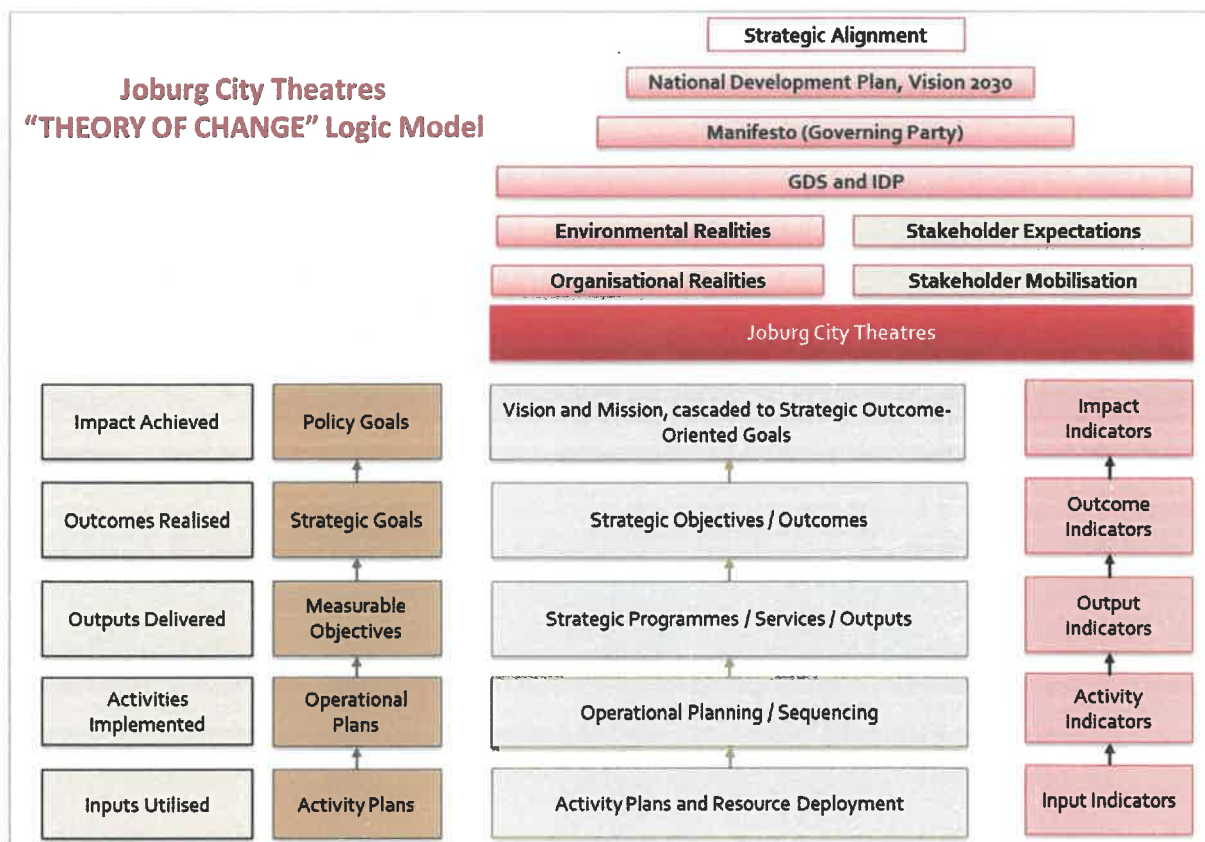 Strategic Alignment
Joburg City Theatres
"THEORY OF CHANGE" Logic Model
National Development Plan, Vision 2030
Manifesto (Governing Party)
GDS and IDP
Environmental Realities
Stakeholder Expectations
Organisational Realities
Stakeholder Mobilisation
Joburg City Theatres
Impact Achieved
Policy Goals
Vision and Mission, cascaded to Strategic Outcome-
Oriented Goals
Impact
Indicators
Outcomes Realised
Strategic Goals
Strategic Objectives / Outcomes
Outcome
Indicators
Outputs Delivered
Measurable
Objectives
Strategic Programmes / Services / Outputs
Output
Indicators
Activities
Implemented
Operational
Plans
Operational Planning / Sequencing
Activity
Indicators
Inputs Utilised
Activity Plans
Activity Plans and Resource Deployment
Input Indicators